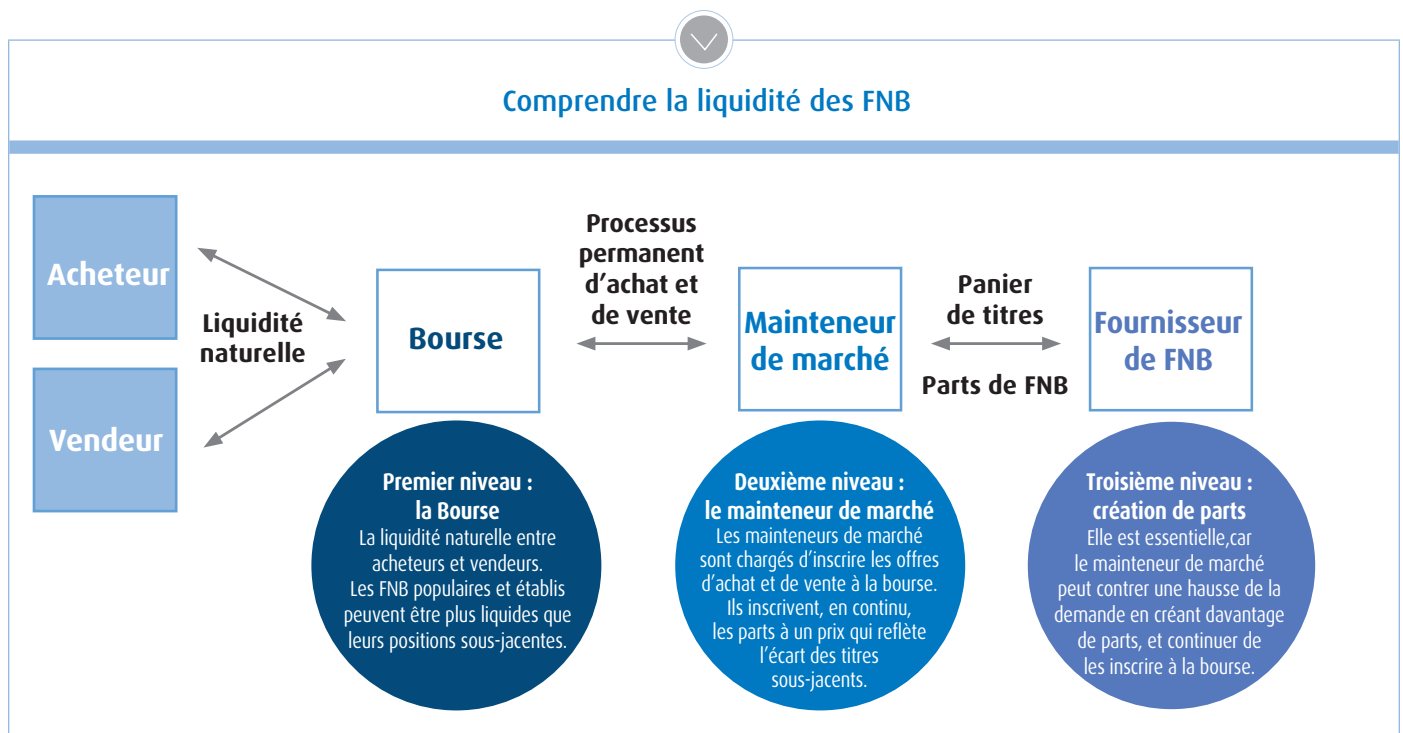 Comprendre la liquidité des FNB
Acheteur
Vendeur
Liquidité
naturelle
Bourse
Processus
permanent
d'achat et
de vente
Mainteneur
de marché
Panier
de titres
Parts de FNB
Fournisseur
de FNB
Premier niveau :
la Bourse
La liquidité naturelle entre
acheteurs et vendeurs.
Les FNB populaires et établis
peuvent être plus liquides que
leurs positions sous-jacentes.
Deuxième niveau :
le mainteneur de marché
Les mainteneurs de marché
sont chargés d'inscrire les offres
d'achat et de vente à la bourse.
Ils inscrivent, en continu,
les parts à un prix qui reflète
l'écart des titres
sous-jacents.
Troisième niveau :
création de parts
Elle est essentielle,car
le mainteneur de marché
peut contrer une hausse de la
demande en créant davantage
de parts, et continuer de
les inscrire à la bourse.